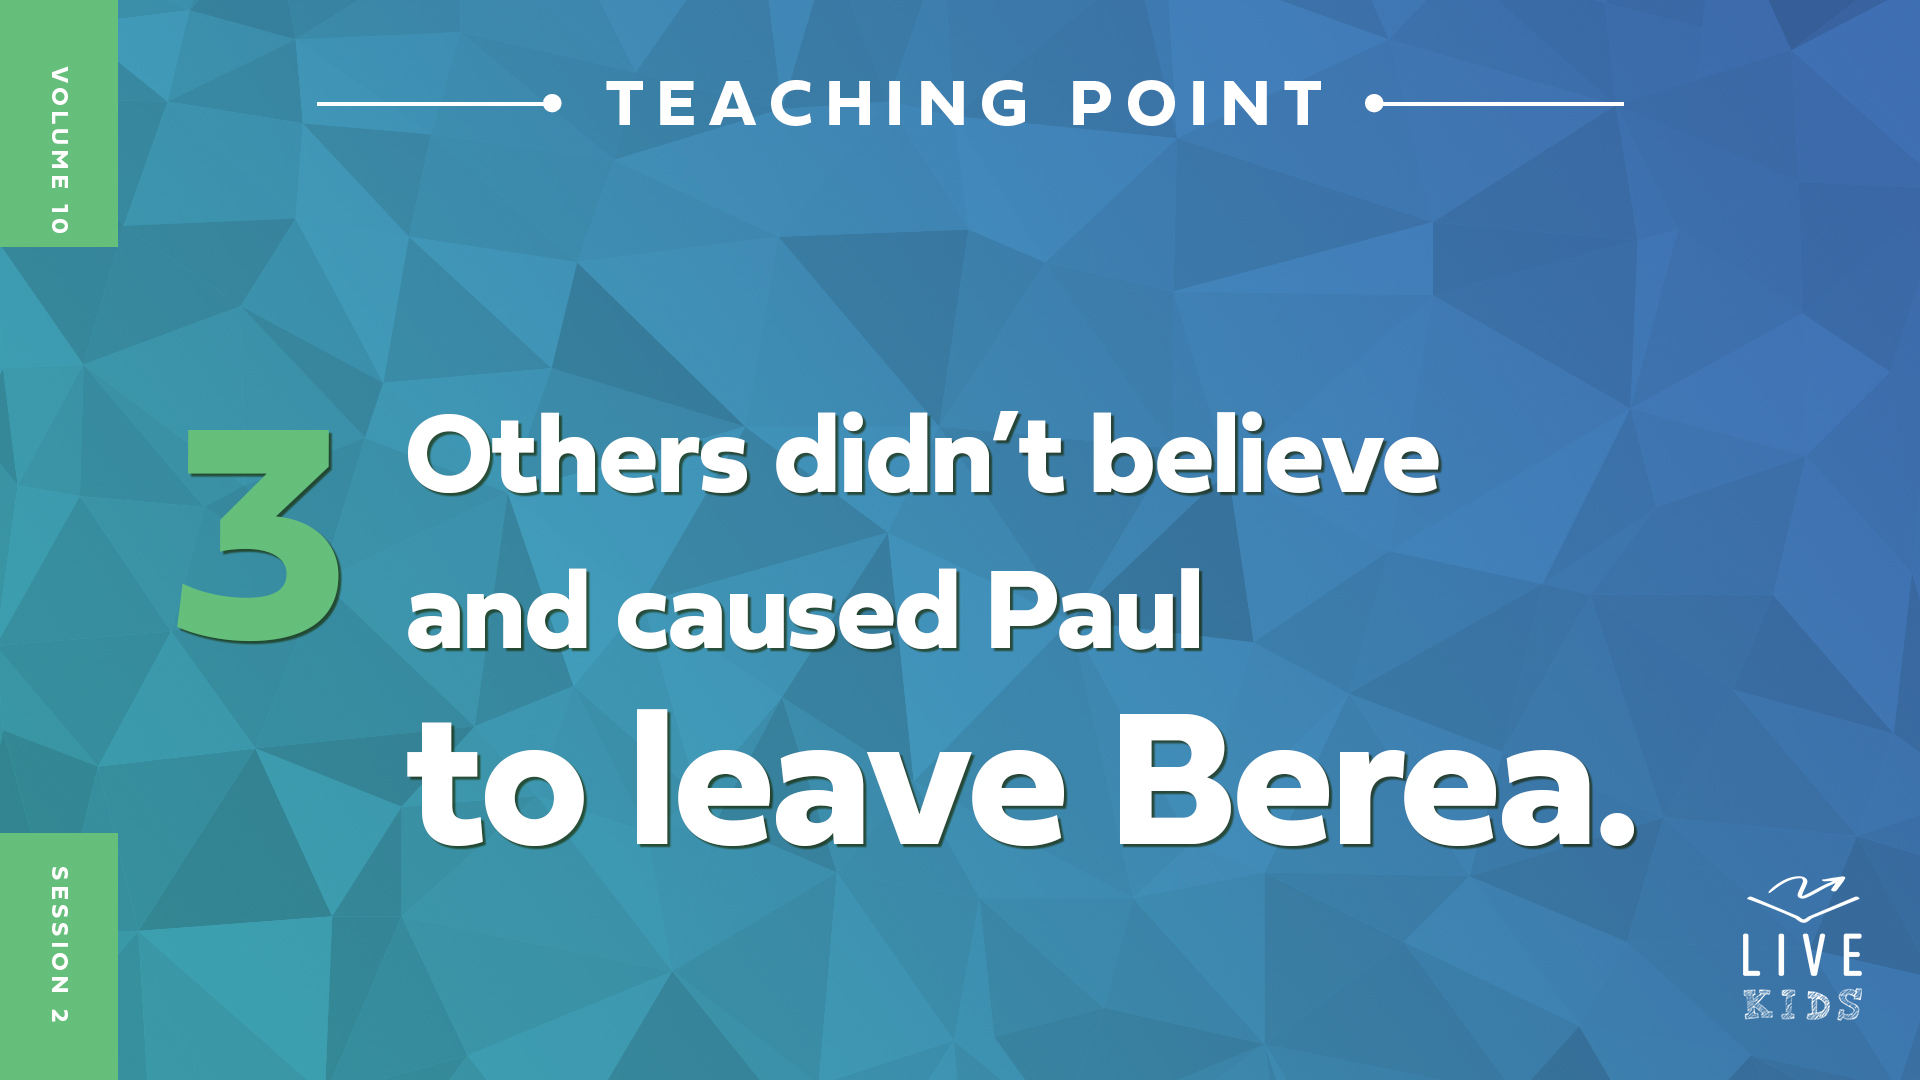 VOLUME 10
TEACHING POINT
3
Others didn’t believe
and caused Paul
to leave Berea.
SESSION 2
LIVE
KIDS